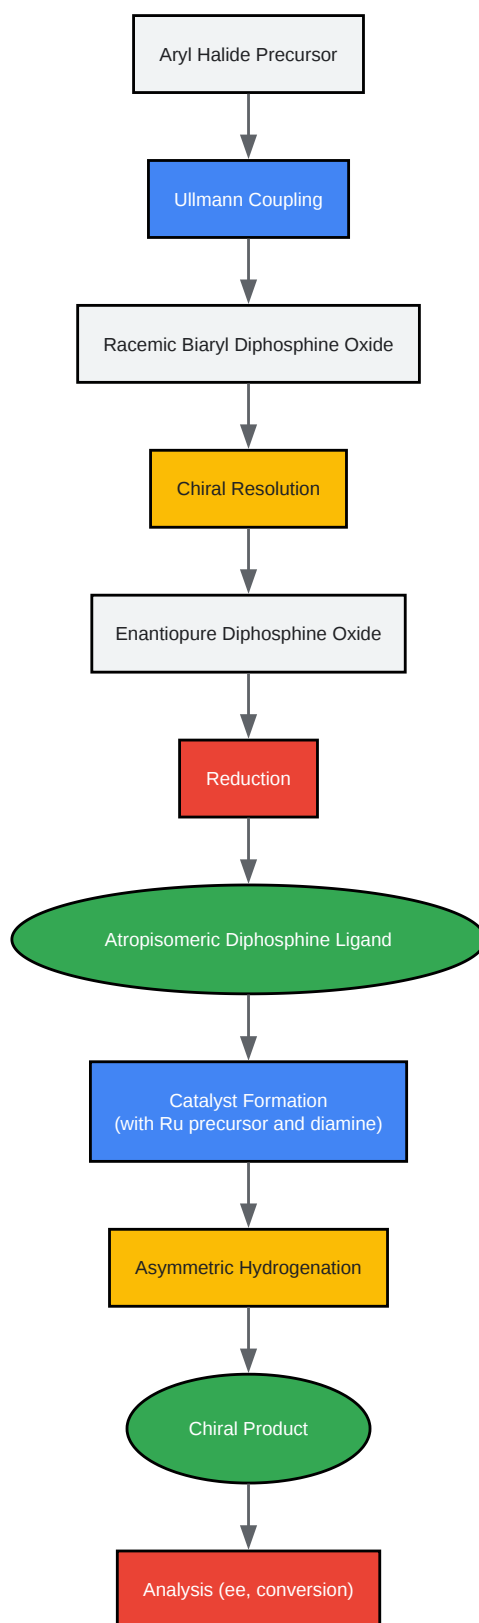 Aryl Halide Precursor
Ullmann Coupling
Racemic Biaryl Diphosphine Oxide
Chiral Resolution
Enantiopure Diphosphine Oxide
Reduction
Atropisomeric Diphosphine Ligand
Catalyst Formation
(with Ru precursor and diamine)
Asymmetric Hydrogenation
Chiral Product
Analysis (ee, conversion)